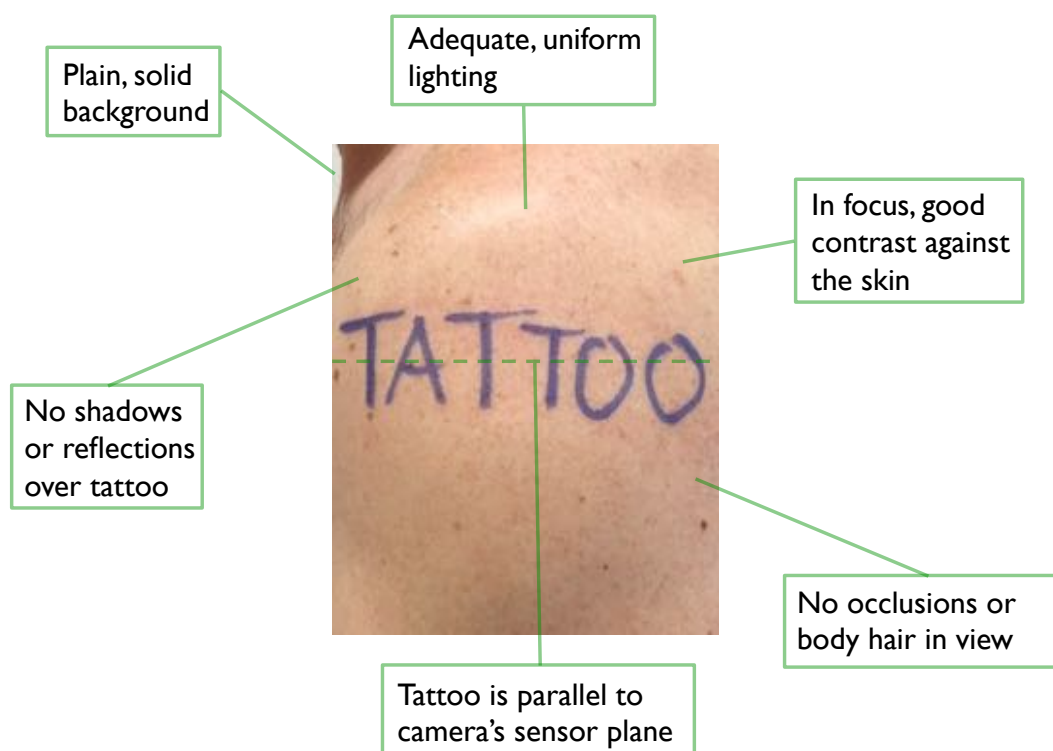 Adequate, uniform
lighting
Plain, solid
background
In focus, good
contrast against
the skin
TATTOO
No shadows
or reflections
over tattoo
No occlusions or
body hair in view
Tattoo is parallel to
camera's sensor plane